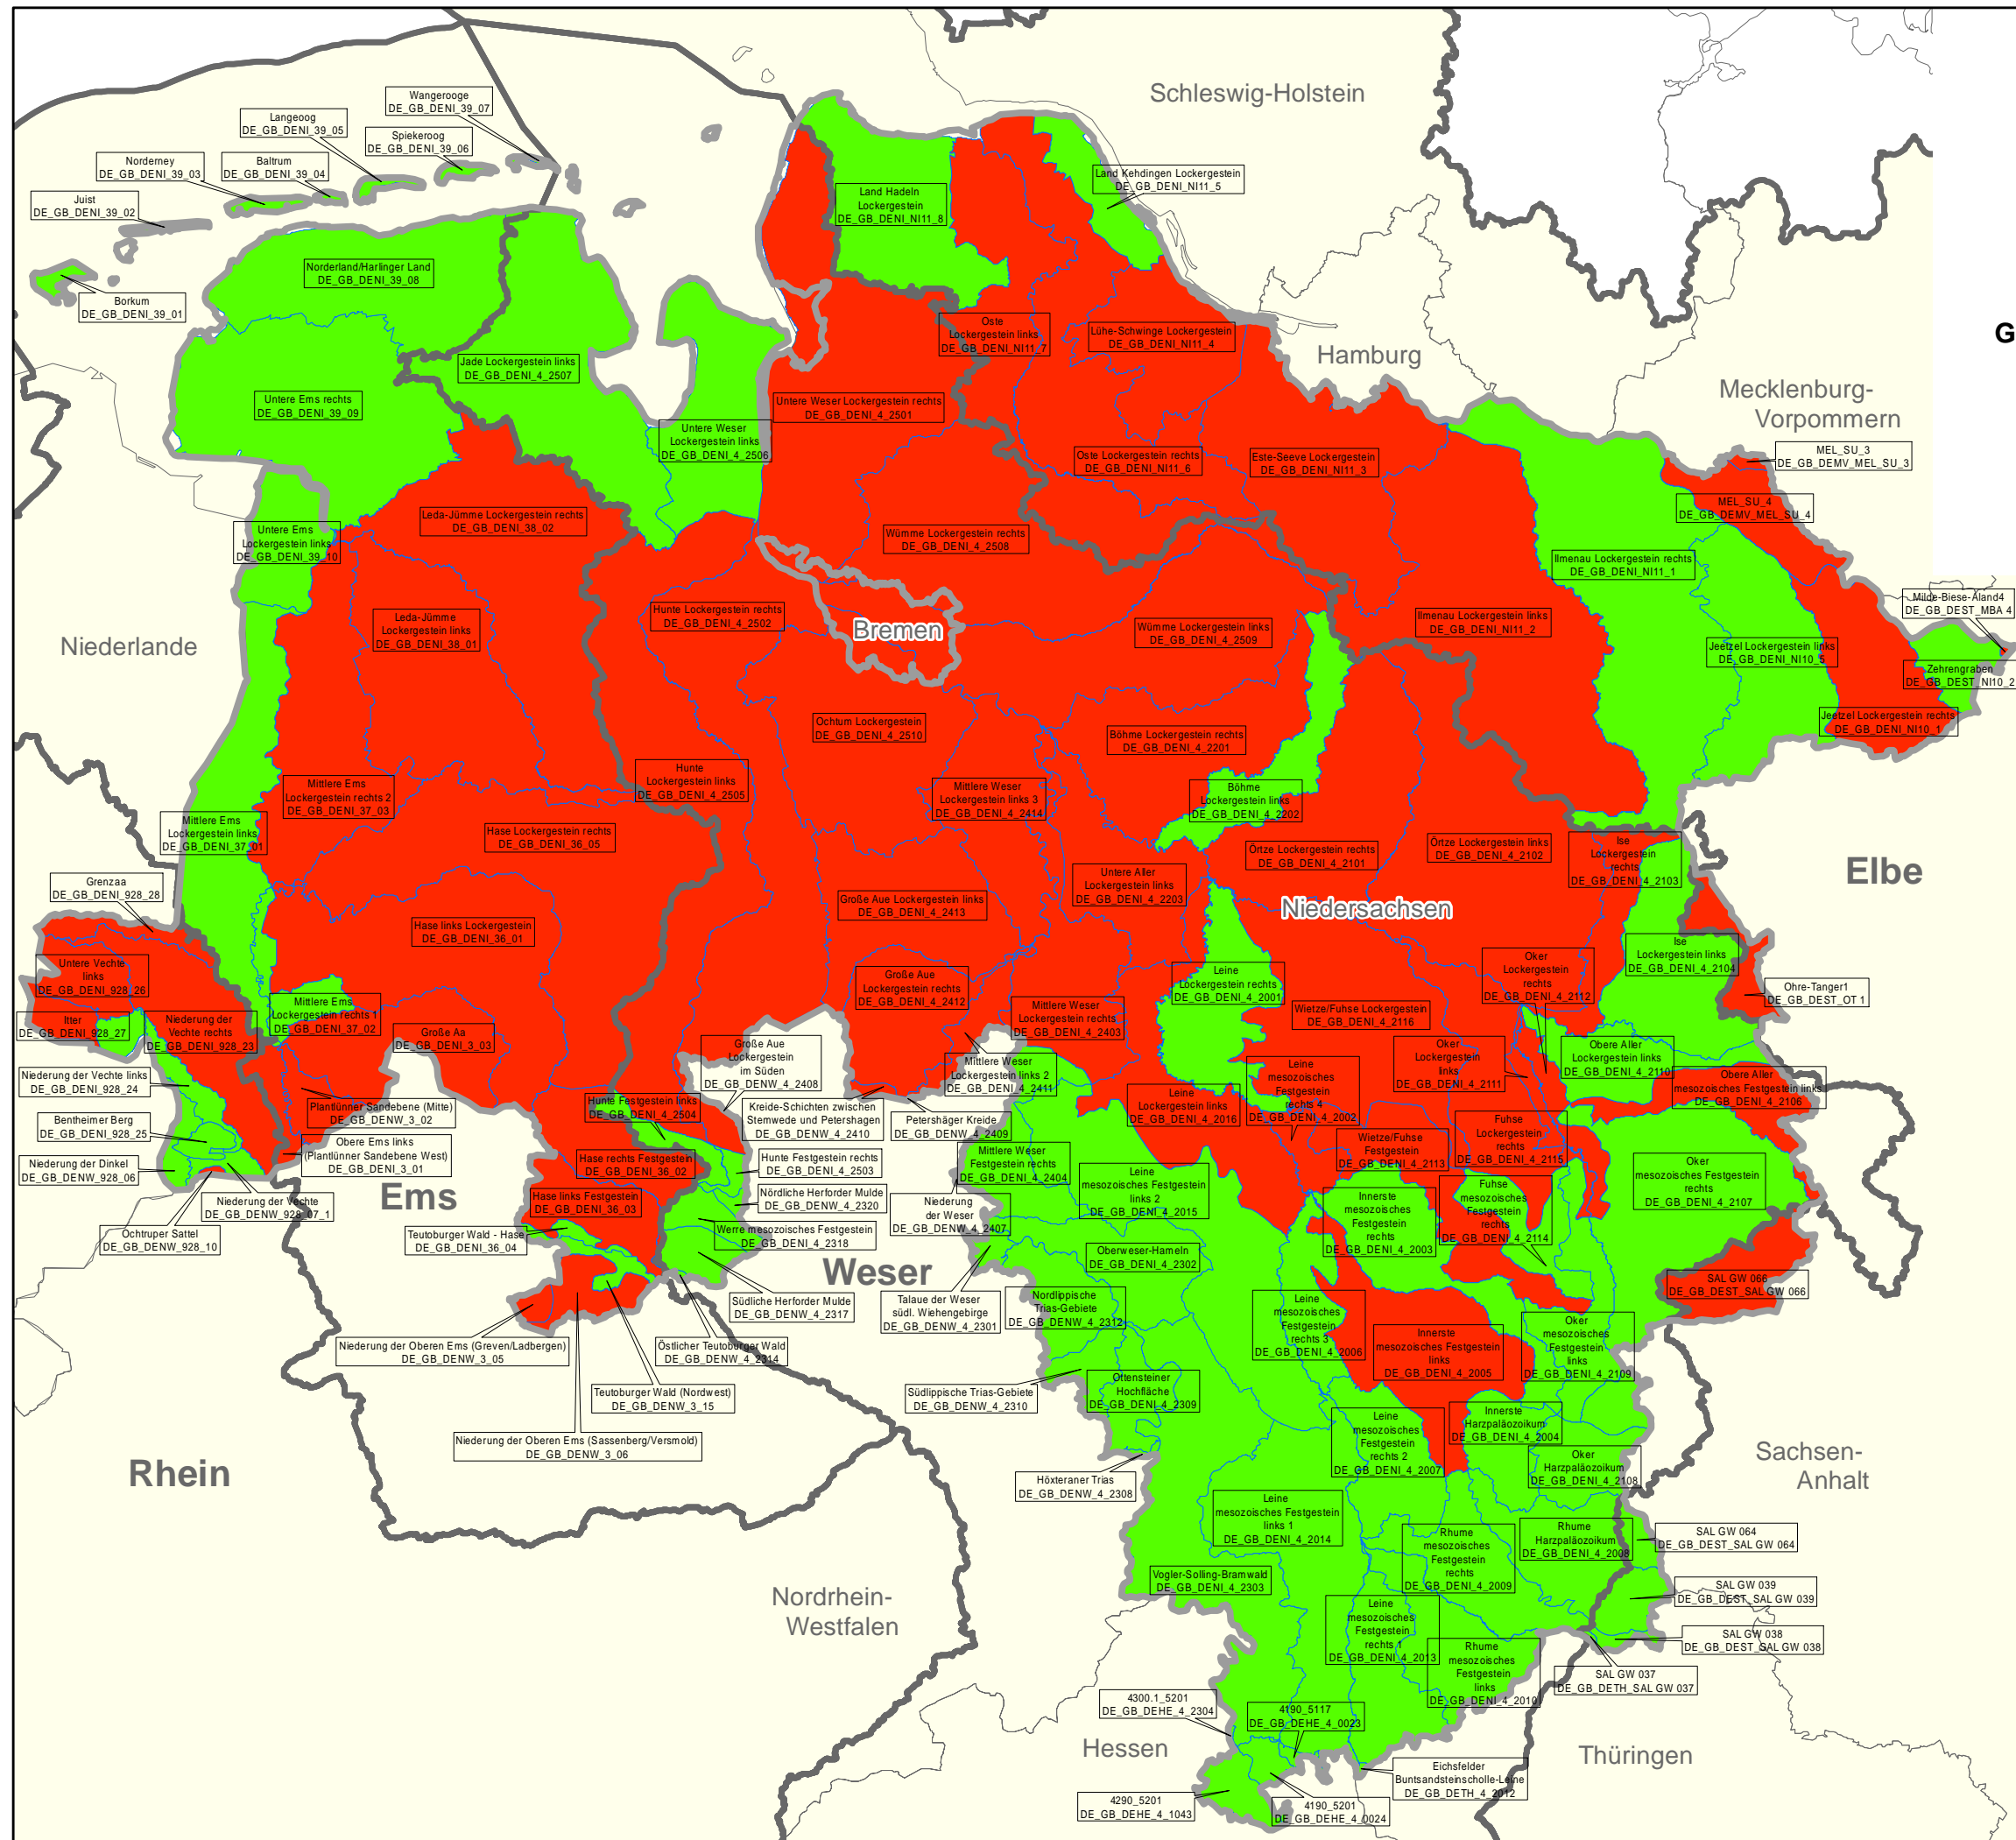 Schleswig-Holstein
Wangerooge
DE_GB_DENI_39_07
Langeoog
DE_GB_DENI_39_05
Spiekeroog
DE_GB_DENI_39_06
Norderney
DE_GB_DENI_39_03
Baltrum
DE_GB_DENI_39_04
Juist
DE_GB_DENI_39_02
Borkum
DE_GB_DENI_39_01
Land Kehdingen Lockergestein
DE_GB_DENI_NI11_5
Land Hadeln
Lockergestein
DE_GB_DENI_NI11_8
Norderland/Harlinger Land
DE_GB_DENI_39_08
Oste
Lockergestein links
DE_GB_DENI_NI11_7
Lühe-Schwinge Lockergestein
DE_GB_DENI_NI11_4
Hamburg
G
Jade Lockergestein links
DE_GB_DENI_4_2507
Untere Ems rechts
DE_GB_DENI_39_09
Untere Weser Lockergestein rechts
DE_GB_DENI_4_2501
Mecklenburg-
Vorpommern
Untere Weser
Lockergestein links
DE_GB_DENI_4_2506
Oste Lockergestein rechts
DE_GB_DENI_NI11_6
Este-Seeve Lockergestein
DE_GB_DENI_NI11_3
MEL_SU_3
DE_GB_DEMV_MEL_SU_3
MEL_SU_4
DE_GB_DEMV_MEL_SU_4
Leda-Jümme Lockergestein rechts
DE_GB_DENI_38_02
Untere Ems
Lockergestein links
DE_GB_DENI_39_10
Wümme Lockergestein rechts
DE_GB_DENI_4_2508
Ilmenau Lockergestein rechts
DE_GB_DENI_NI11_1
Milde-Biese-Aland4
DE_GB_DEST_MBA 4
Niederlande
Leda-Jümme
Lockergestein links
DE_GB_DENI_38_01
Hunte Lockergestein rechts
DE_GB_DENI_4_2502
Bremen
Wümme Lockergestein links
DE_GB_DENI_4_2509
Ilmenau Lockergestein links
DE_GB_DENI_NI11_2
Jeetzel Lockergestein links
DE_GB_DENI_NI10_5
Zehrengraben
DE_GB_DEST_NI10_2
Ochtum Lockergestein
DE_GB_DENI_4_2510
Böhme Lockergestein rechts
DE_GB_DENI_4_2201
Jeetzel Lockergestein rechts
DE_GB_DENI_NI10_1
Mittlere Ems
Lockergestein rechts 2
DE_GB_DENI_37_03
Hunte
Lockergestein links
DE_GB_DENI_4_2505
Mittlere Weser
Lockergestein links 3
DE_GB_DENI_4_2414
Böhme
Lockergestein links
DE_GB_DENI_4_2202
Mittlere Ems
Lockergestein links
DE_GB_DENI_37_01
Hase Lockergestein rechts
DE_GB_DENI_36_05
Örtze Lockergestein rechts
DE_GB_DENI_4_2101
Örtze Lockergestein links
DE_GB_DENI_4_2102
Ise
Lockergestein
rechts
DE_GB_DENI_4_2103
Elbe
Grenzaa
DE_GB_DENI_928_28
Untere Aller
Lockergestein links
DE_GB_DENI_4_2203
Große Aue Lockergestein links
DE_GB_DENI_4_2413
Niedersachsen
Hase links Lockergestein
DE_GB_DENI_36_01
Ise
Lockergestein links
DE_GB_DENI_4_2104
Untere Vechte
links
DE_GB_DENI_928_26
Große Aue
Lockergestein rechts
DE_GB_DENI_4_2412
Leine
Lockergestein rechts
DE_GB_DENI_4_2001
Oker
Lockergestein
rechts
DE_GB_DENI_4_2112
Ohre-Tanger1
DE_GB_DEST_OT 1
Itter
DE_GB_DENI_928_27
Niederung der
Vechte rechts
DE_GB_DENI_928_23
Mittlere Ems
Lockergestein rechts 1
DE_GB_DENI_37_02
Große Aa
DE_GB_DENI_3_03
Mittlere Weser
Lockergestein rechts
DE_GB_DENI_4_2403
Wietze/Fuhse Lockergestein
DE_GB_DENI_4_2116
Große Aue
Lockergestein
im Süden
DE_GB_DENW_4_2408
Mittlere Weser
Lockergestein links 2
DE_GB_DENI_4_2411
Oker
Lockergestein
links
DE_GB_DENI_4_2111
Obere Aller
Lockergestein links
DE_GB_DENI_4_2110
Niederung der Vechte links
DE_GB_DENI_928_24
Leine
mesozoisches
Festgestein
rechts 4
DE_GB_DENI_4_2002
Obere Aller
mesozoisches Festgestein links
DE_GB_DENI_4_2106
Plantlünner Sandebene (Mitte)
DE_GB_DENW_3_02
Hunte Festgestein links
DE_GB_DENI_4_2504
Kreide-Schichten zwischen
Stemwede und Petershagen
DE_GB_DENW_4_2410
Petershäger Kreide
DE_GB_DENW_4_2409
Leine
Lockergestein links
DE_GB_DENI_4_2016
Fuhse
Lockergestein
rechts
DE_GB_DENI_4_2115
Bentheimer Berg
DE_GB_DENI_928_25
Obere Ems links
(Plantlünner Sandebene West)
DE_GB_DENI_3_01
Wietze/Fuhse
Festgestein
DE_GB_DENI_4_2113
Niederung der Dinkel
DE_GB_DENW_928_06
Hase rechts Festgestein
DE_GB_DENI_36_02
Hunte Festgestein rechts
DE_GB_DENI_4_2503
Mittlere Weser
Festgestein rechts
DE_GB_DENI_4_2404
Leine
mesozoisches Festgestein
links 2
DE_GB_DENI_4_2015
Oker
mesozoisches Festgestein
rechts
DE_GB_DENI_4_2107
Niederung der Vechte
DE_GB_DENW_928_07_1
Ems
Hase links Festgestein
DE_GB_DENI_36_03
Nördliche Herforder Mulde
DE_GB_DENW_4_2320
Niederung
der Weser
DE_GB_DENW_4_2407
Innerste
mesozoisches
Festgestein
rechts
DE_GB_DENI_4_2003
Fuhse
mesozoisches
Festgestein
rechts
DE_GB_DENI_4_2114
Ochtruper Sattel
DE_GB_DENW_928_10
Teutoburger Wald - Hase
DE_GB_DENI_36_04
Werre mesozoisches Festgestein
DE_GB_DENI_4_2318
Oberweser-Hameln
DE_GB_DENI_4_2302
Weser
SAL GW 066
DE_GB_DEST_SAL GW 066
Südliche Herforder Mulde
DE_GB_DENW_4_2317
Talaue der Weser
südl. Wiehengebirge
DE_GB_DENW_4_2301
Nordlippische
Trias-Gebiete
DE_GB_DENW_4_2312
Leine
mesozoisches
Festgestein
rechts 3
DE_GB_DENI_4_2006
Innerste
mesozoisches Festgestein
links
DE_GB_DENI_4_2005
Oker
mesozoisches
Festgestein
links
DE_GB_DENI_4_2109
Niederung der Oberen Ems (Greven/Ladbergen)
DE_GB_DENW_3_05
Östlicher Teutoburger Wald
DE_GB_DENW_4_2314
Teutoburger Wald (Nordwest)
DE_GB_DENW_3_15
Südlippische Trias-Gebiete
DE_GB_DENW_4_2310
Ottensteiner
Hochfläche
DE_GB_DENI_4_2309
Niederung der Oberen Ems (Sassenberg/Versmold)
DE_GB_DENW_3_06
Leine
mesozoisches
Festgestein
rechts 2
DE_GB_DENI_4_2007
Innerste
Harzpaläozoikum
DE_GB_DENI_4_2004
Oker
Harzpaläozoikum
DE_GB_DENI_4_2108
Sachsen-
Anhalt
Rhein
Höxteraner Trias
DE_GB_DENW_4_2308
Leine
mesozoisches Festgestein
links 1
DE_GB_DENI_4_2014
Rhume
mesozoisches
Festgestein
rechts
DE_GB_DENI_4_2009
Rhume
Harzpaläozoikum
DE_GB_DENI_4_2008
SAL GW 064
DE_GB_DEST_SAL GW 064
Vogler-Solling-Bramwald
DE_GB_DENI_4_2303
SAL GW 039
DE_GB_DEST_SAL GW 039
Nordrhein-
Westfalen
Leine
mesozoisches
Festgestein
rechts 1
DE_GB_DENI_4_2013
SAL GW 038
DE_GB_DEST_SAL GW 038
Rhume
mesozoisches
Festgestein
links
DE_GB_DENI_4_2010
SAL GW 037
DE_GB_DETH_SAL GW 037
4300.1_5201
DE_GB_DEHE_4_2304
4190_5117
DE_GB_DEHE_4_0023
Hessen
Thüringen
Eichsfelder
Buntsandsteinscholle-Leine
DE_GB_DETH_4_2012
4290_5201
DE_GB_DEHE_4_1043
4190_5201
DE_GB_DEHE_4_0024